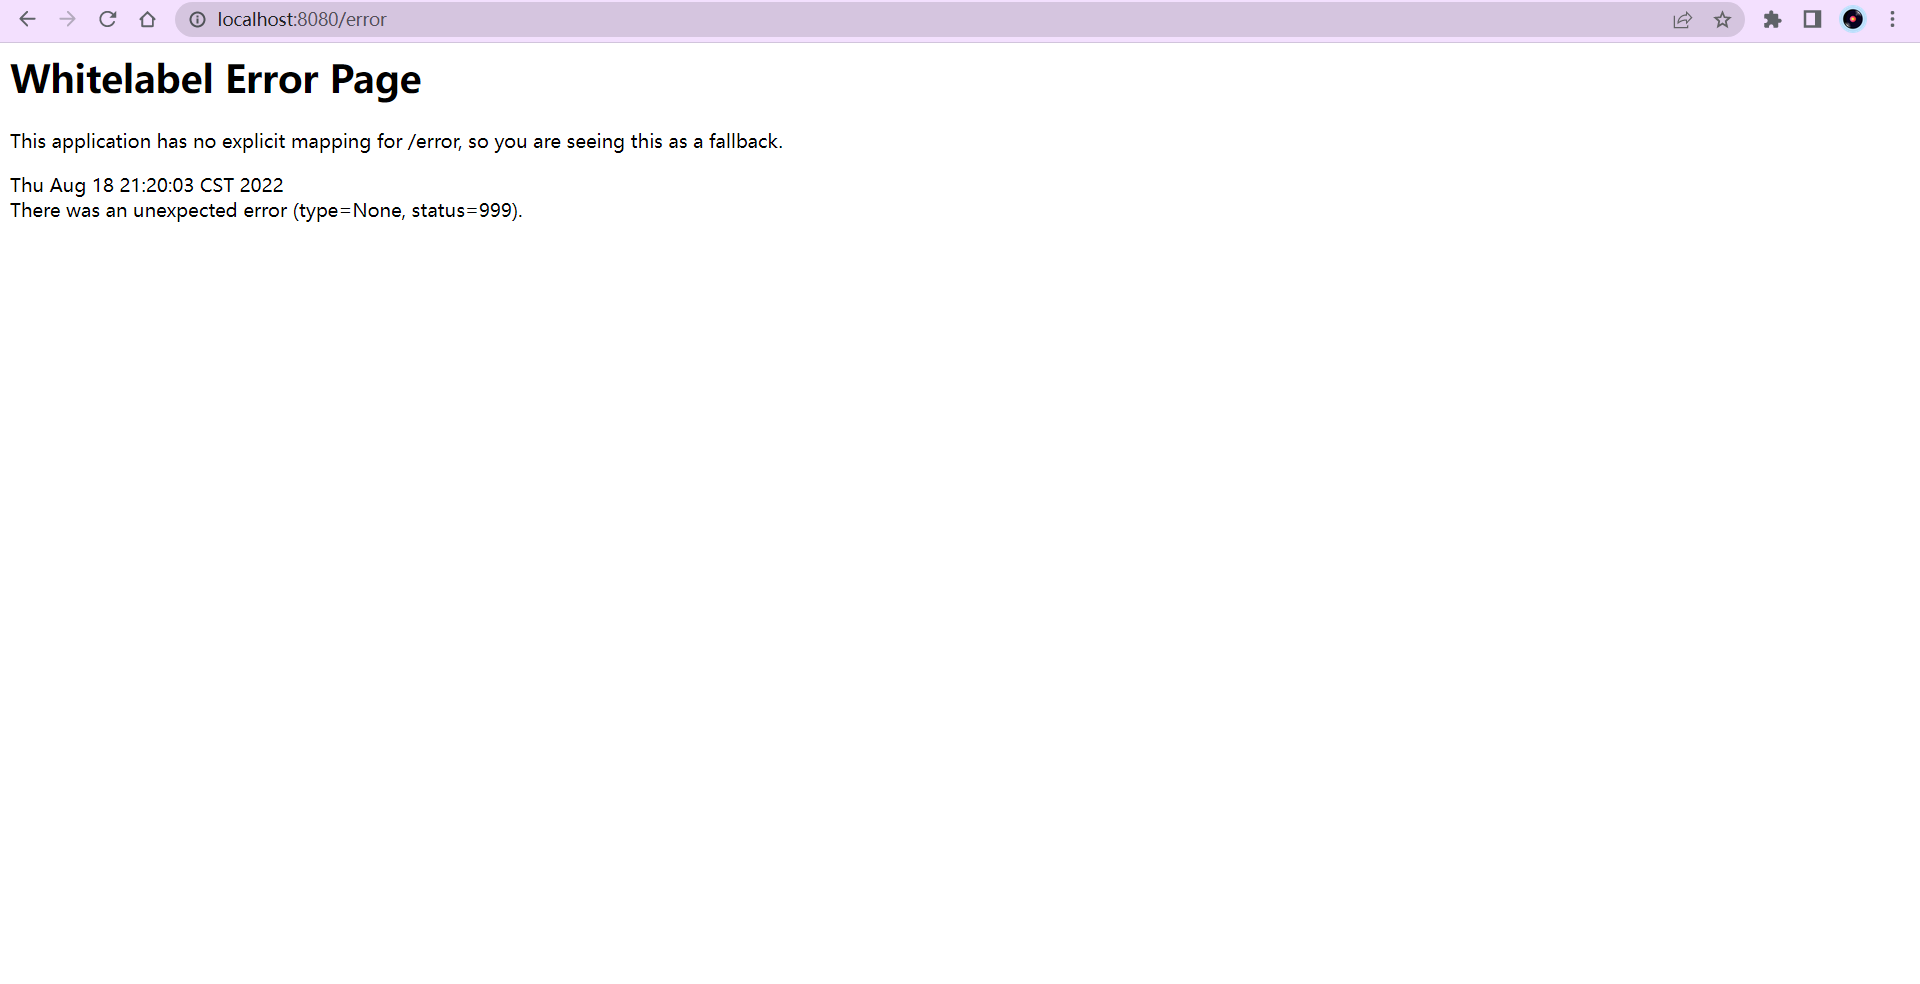 localhost:8080/error
Whitelabel Error Page
This application has no explicit mapping for /error, so you are seeing this as a fallback.
Thu Aug 18 21:20:03 CST 2022
There was an unexpected error (type=None, status=999).